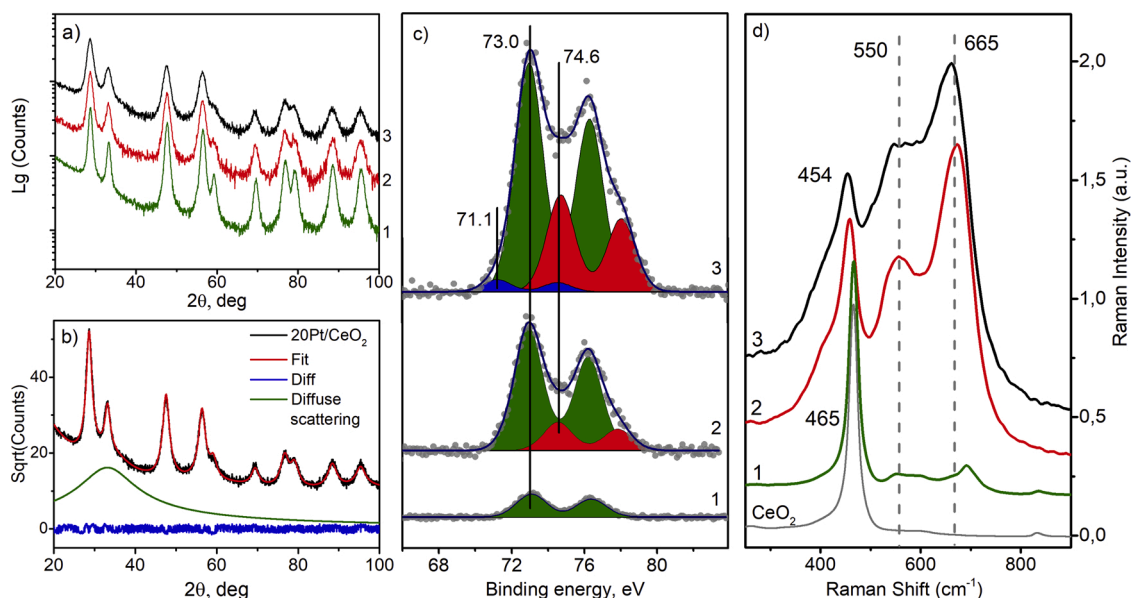 a)
Lg (Counts)
3
2
1
20 40 60 80 100
2θ, deg
b)
20Pt/CeO₂
Fit
Diff
Diffuse
scattering
Sqrt(Counts)
40
20
0
20 40 60 80 100
2θ, deg
c)
73.0
74.6
71.1
3
2
1
68 72 76 80
Binding energy, eV
d)
550 665
454
465
3
2
1
CeO₂
2,0
1,5
1,0
0,5
0,0
Raman Intensity (a.u.)
400 600 800
Raman Shift (cm⁻¹)